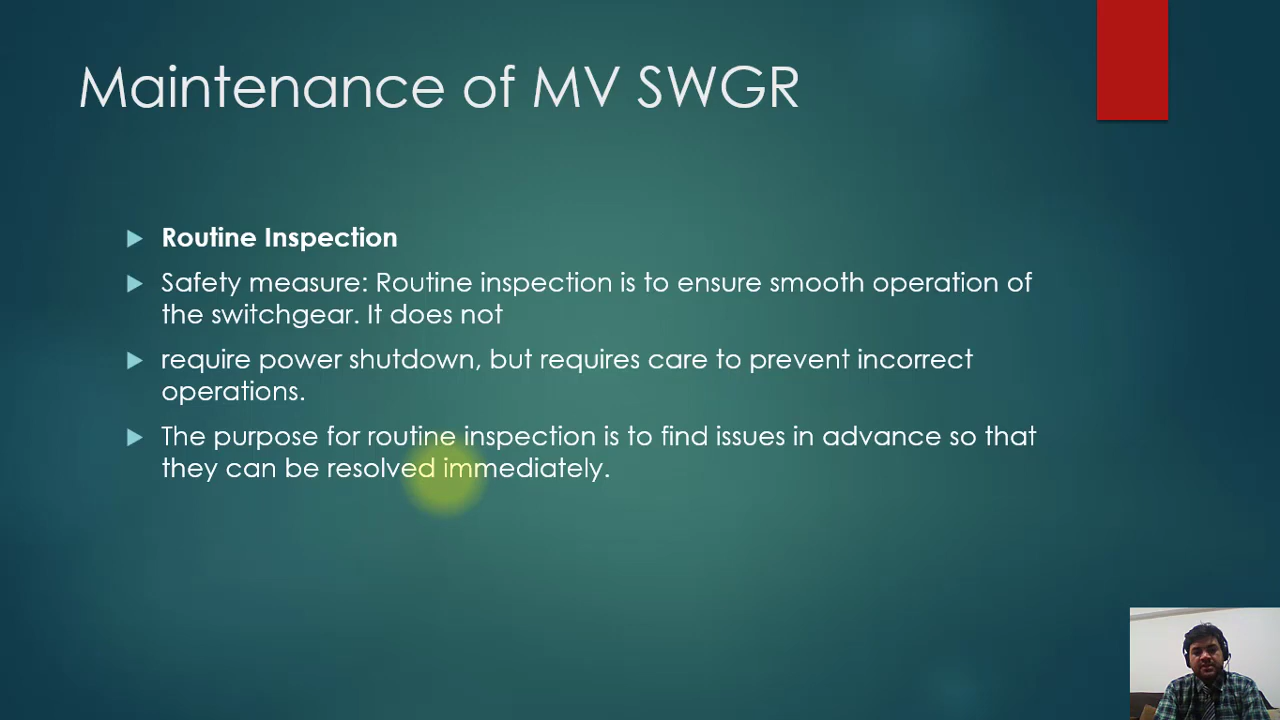 Maintenance of MV SWGR
Routine Inspection
Safety measure: Routine inspection is to ensure smooth operation of
the switchgear. It does not
require power shutdown, but requires care to prevent incorrect
operations.
The purpose for routine inspection is to find issues in advance so that
they can be resolved immediately.